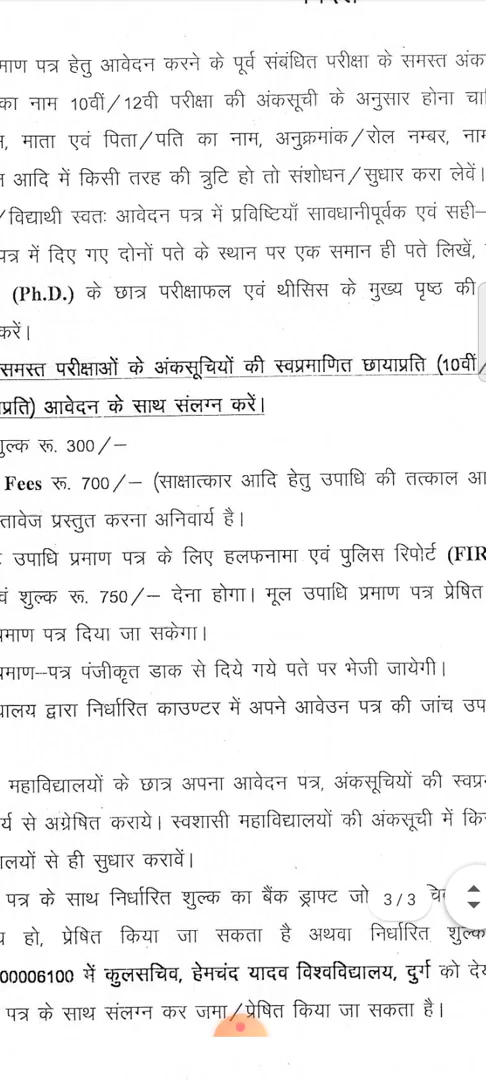 माण पत्र हेतु आवेदन करने के पूर्व संबंधित परीक्षा के समस्त अंक
का नाम 10वीं/12वी परीक्षा की अंकसूची के अनुसार होना चा
माता एवं पिता/पति का नाम, अनुक्रमांक/रोल नम्बर, नाम
आदि में किसी तरह की त्रुटि हो तो संशोधन/सुधार करा लेवें।
/विद्यार्थी स्वतः आवेदन पत्र में प्रविष्टियाँ सावधानीपूर्वक एवं सही–
पत्र में दिए गए दोनों पते के स्थान पर एक समान ही पते लिखें,
(Ph.D.) के छात्र परीक्षाफल एवं थीसिस के मुख्य पृष्ठ की
करें।
समस्त परीक्षाओं के अंकसूचियों की स्वप्रमाणित छायाप्रति (10वीं/
प्रति) आवेदन के साथ संलग्न करें।
ुल्क रू. 300/–
Fees रू. 700/– (साक्षात्कार आदि हेतु उपाधि की तत्काल आ
तावेज प्रस्तुत करना अनिवार्य है।
उपाधि प्रमाण पत्र के लिए हलफनामा एवं पुलिस रिपोर्ट (FIR
वं शुल्क रू. 750/– देना होगा। मूल उपाधि प्रमाण पत्र प्रेषित
प्रमाण पत्र दिया जा सकेगा।
प्रमाण–पत्र पंजीकृत डाक से दिये गये पते पर भेजी जायेगी।
यालय द्वारा निर्धारित काउण्टर में अपने आवेउन पत्र की जांच उप
महाविद्यालयों के छात्र अपना आवेदन पत्र, अंकसूचियों की स्वप्र
र्य से अग्रेषित कराये। स्वशासी महाविद्यालयों की अंकसूची में कि
ालयों से ही सुधार करावें।
पत्र के साथ निर्धारित शुल्क का बैंक ड्राफ्ट जो 3/3
हो, प्रेषित किया जा सकता है अथवा निर्धारित शुल्क
00006100 में कुलसचिव, हेमचंद यादव विश्वविद्यालय, दुर्ग को दे
पत्र के साथ संलग्न कर जमा/प्रेषित किया जा सकता है।